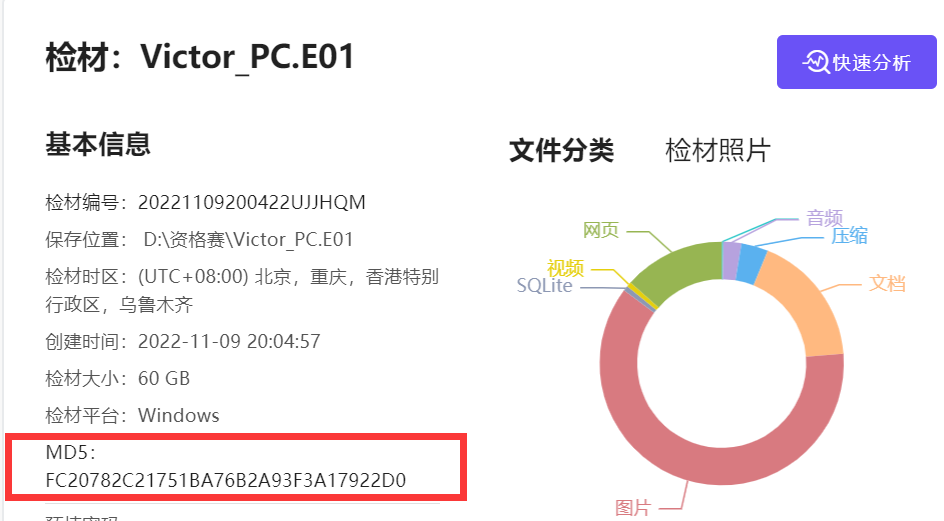 检材：Victor_PC.E01
快速分析
基本信息
文件分类
检材照片
检材编号：20221109200422UJJHQM
保存位置： D:\资格赛\Victor_PC.E01
检材时区：(UTC+08:00) 北京，重庆，香港特别
行政区，乌鲁木齐
创建时间：2022-11-09 20:04:57
检材大小：60 GB
检材平台：Windows
MD5：
FC20782C21751BA76B2A93F3A17922D0
音频
压缩
网页
视频
SQLite
文档
图片